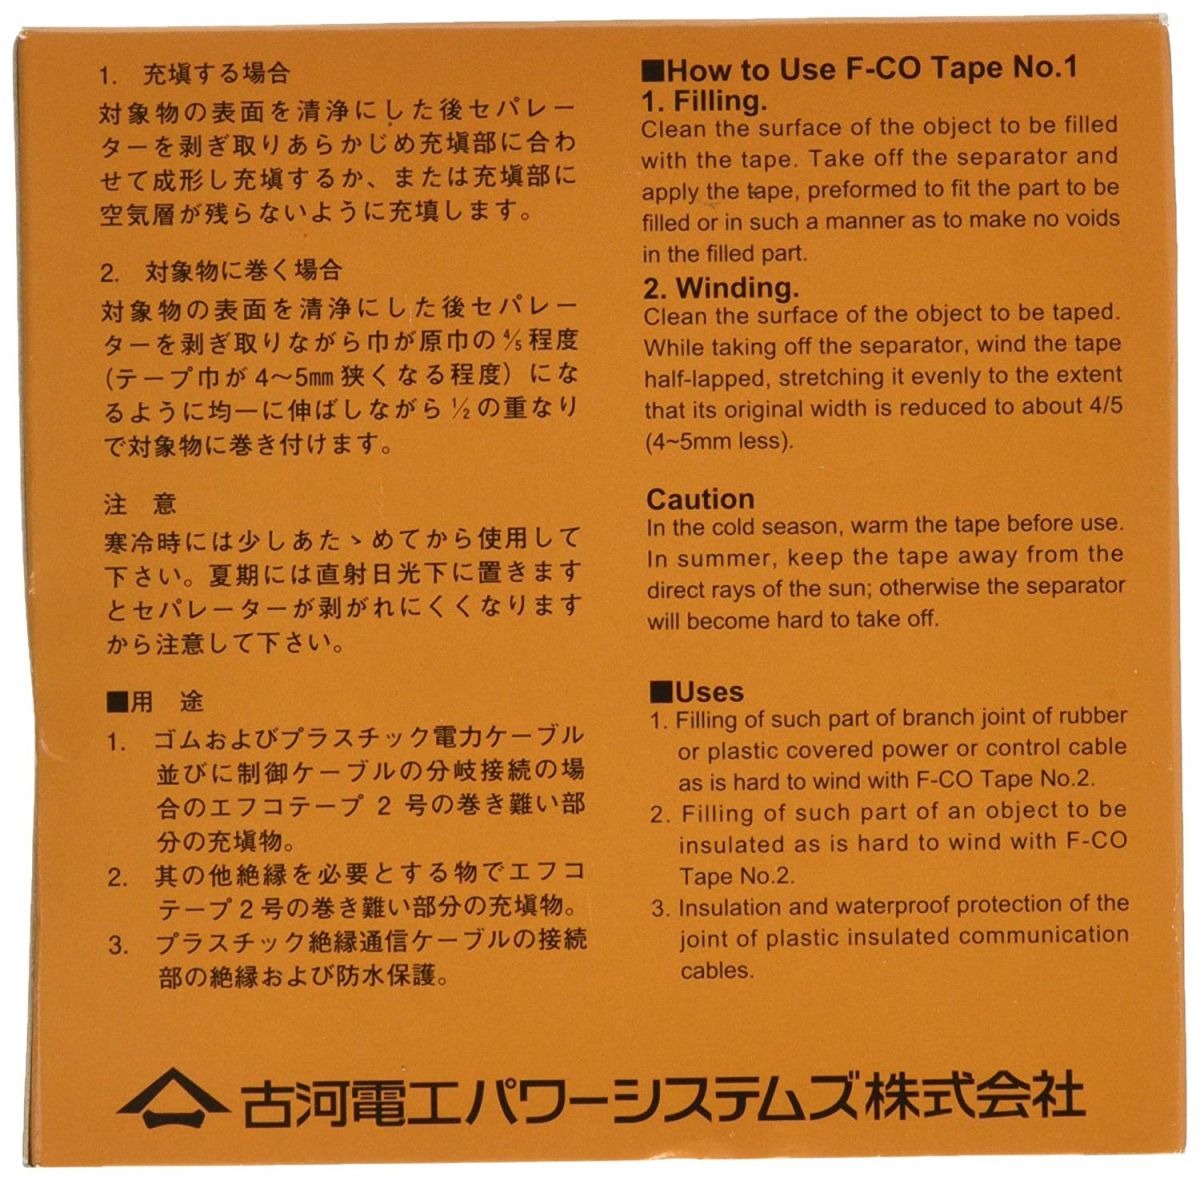 1. 充填する場合
対象物の表面を清浄にした後セパレー
ターを剥ぎ取りあらかじめ充填部に合わ
せて成形し充填するか、または充填部に
空気層が残らないように充填します。
2. 対象物に巻く場合
対象物の表面を清浄にした後セパレー
ターを剥ぎ取りながら巾が原巾の⅘程度
(テープ巾が4〜5㎜狭くなる程度)にな
るように均一に伸ばしながら½の重なり
で対象物に巻き付けます。
注 意
寒冷時には少しあたゝめてから使用して
下さい。夏期には直射日光下に置きます
とセパレーターが剥がれにくくなります
から注意して下さい。
■用 途
1. ゴムおよびプラスチック電力ケーブル
並びに制御ケーブルの分岐接続の場
合のエフコテープ2号の巻き難い部
分の充填物。
2. 其の他絶縁を必要とする物でエフコ
テープ2号の巻き難い部分の充填物。
3. プラスチック絶縁通信ケーブルの接続
部の絶縁および防水保護。
■How to Use F-CO Tape No.1
1. Filling.
Clean the surface of the object to be filled
with the tape. Take off the separator and
apply the tape, preformed to fit the part to be
filled or in such a manner as to make no voids
in the filled part.
2. Winding.
Clean the surface of the object to be taped.
While taking off the separator, wind the tape
half-lapped, stretching it evenly to the extent
that its original width is reduced to about 4/5
(4~5mm less).
Caution
In the cold season, warm the tape before use.
In summer, keep the tape away from the
direct rays of the sun; otherwise the separator
will become hard to take off.
■Uses
1. Filling of such part of branch joint of rubber
or plastic covered power or control cable
as is hard to wind with F-CO Tape No.2.
2. Filling of such part of an object to be
insulated as is hard to wind with F-CO
Tape No.2.
3. Insulation and waterproof protection of the
joint of plastic insulated communication
cables.
古河電工パワーシステムズ株式会社